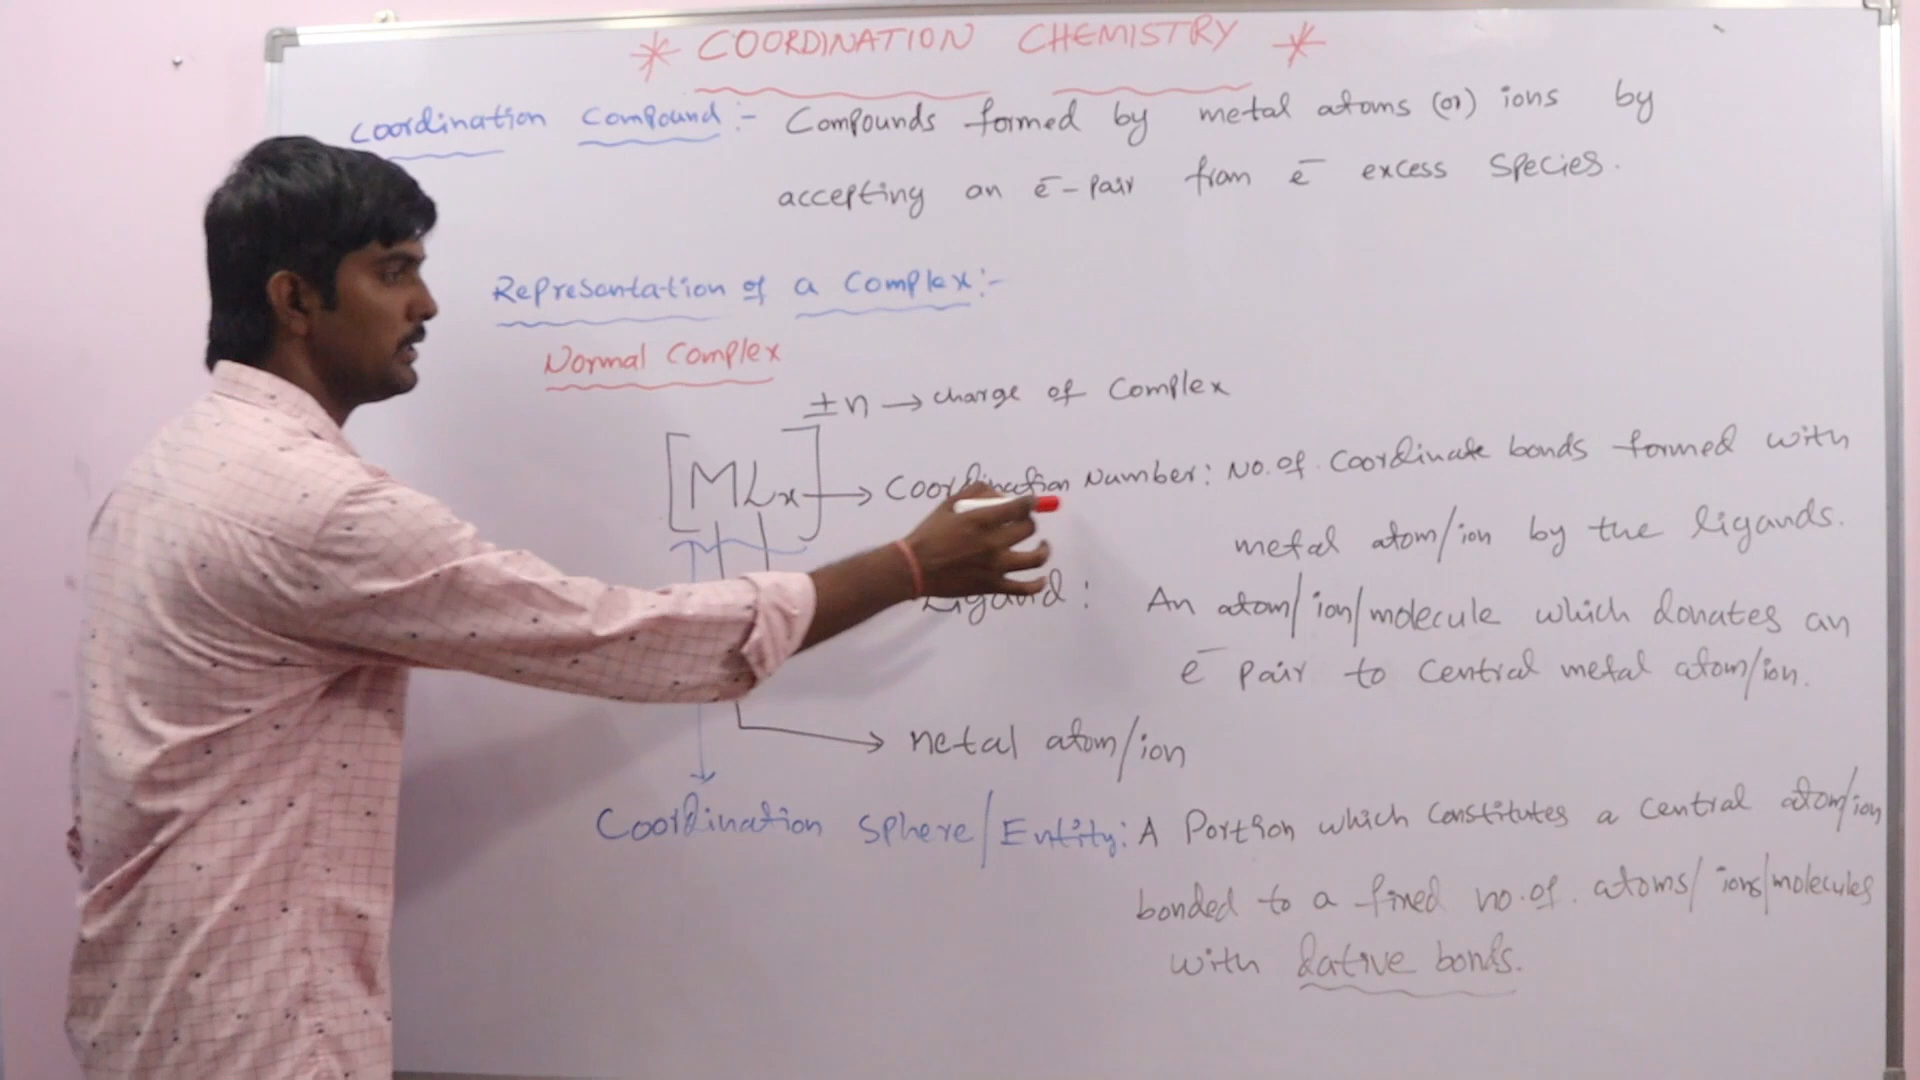 * COORDINATION CHEMISTRY *
Coordination Compound :- Compounds formed by metal atoms (or) ions by
accepting an e̅-pair from e̅ excess species.
Representation of a Complex:-
Normal Complex
±n → charge of Complex
[MLx] → Coordination Number: No. of. Coordinate bonds formed with
metal atom/ion by the ligands.
Ligand: An atom/ion/molecule which donates an
e̅ pair to central metal atom/ion.
→ metal atom/ion
Coordination Sphere/Entity: A Portion which constitutes a central atom/ion
bonded to a fixed no.of. atoms/ions/molecules
with dative bonds.